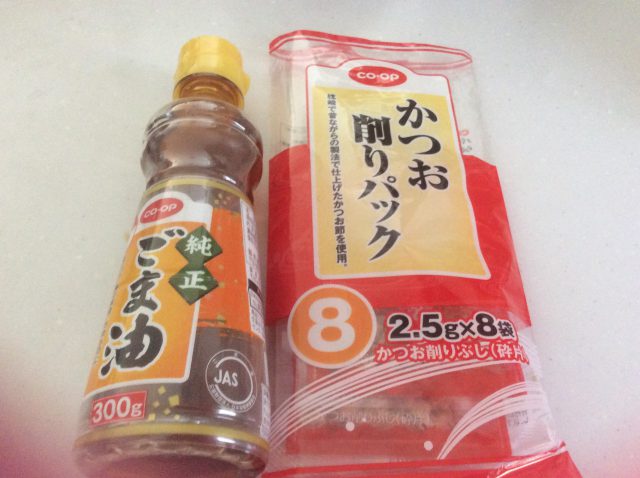 co-op
純正
ごま油
JAS
300g
co-op
かつお
削りパック
枕崎で昔ながらの製法で仕上げたかつお節を使用。
8
2.5g×8袋
かつお削りぶし(砕片)